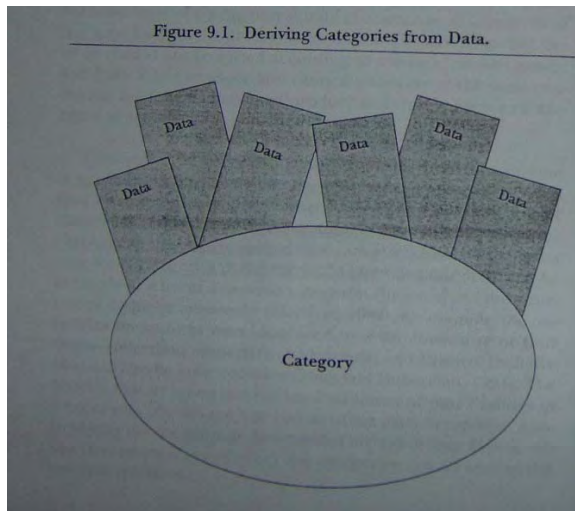 Figure 9.1. Deriving Categories from Data.
Data
Data
Data
Data
Data
Data
Category